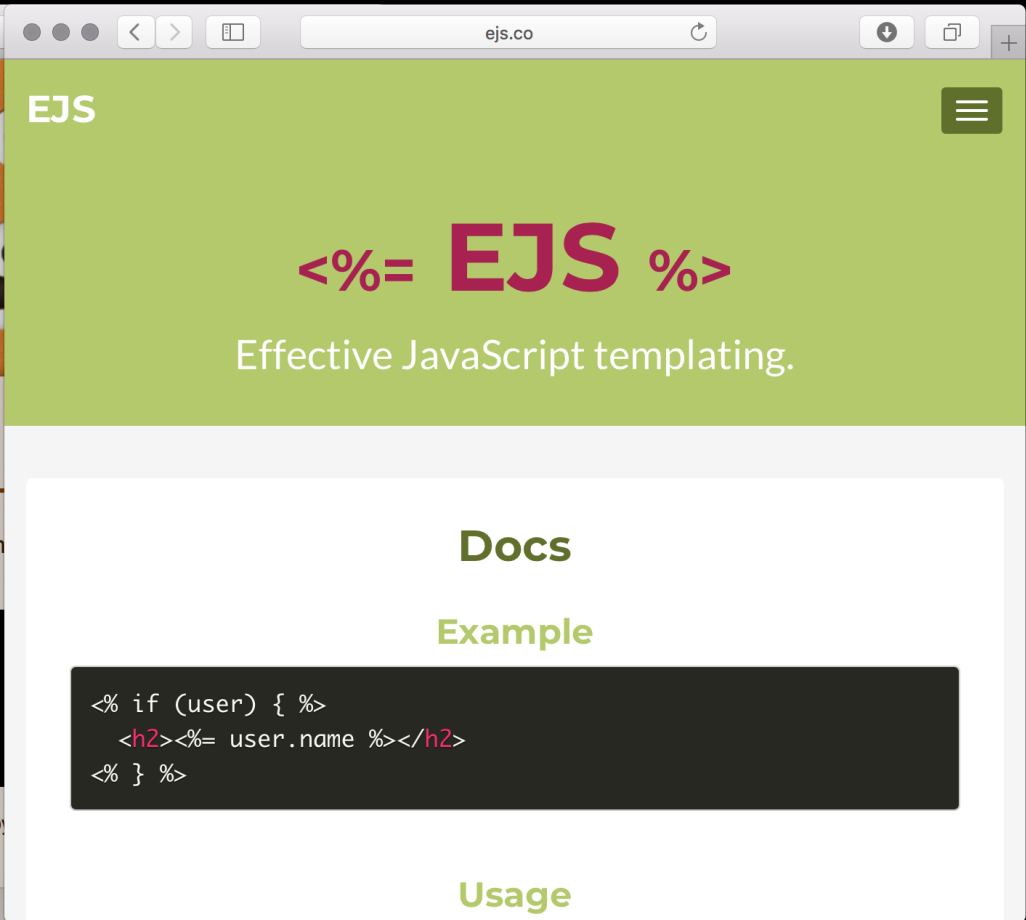 ejs.co
EJS
<%= EJS %>
Effective JavaScript templating.
Docs
Example
<% if (user) { %>
  <h2><%= user.name %></h2>
<% } %>
Usage